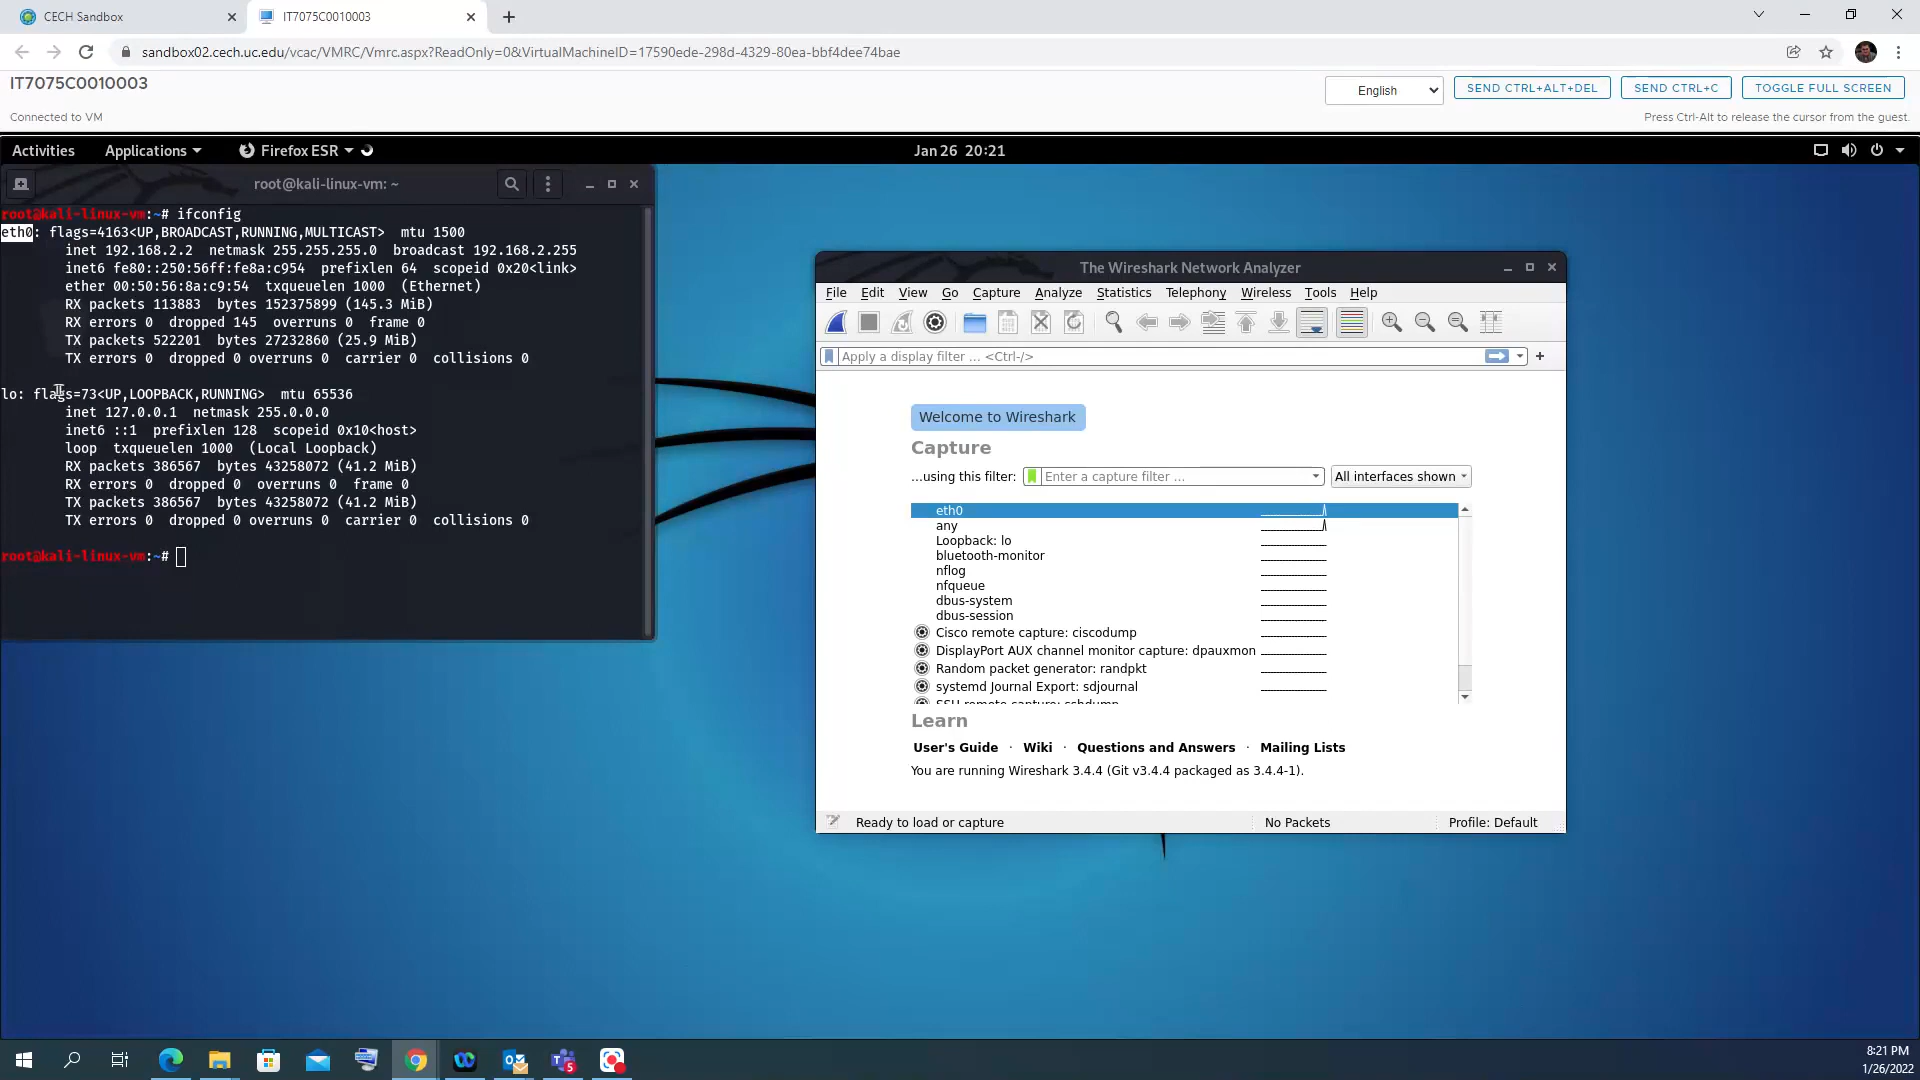 CECH Sandbox
IT7075C0010003
sandbox02.cech.uc.edu/vcac/VMRC/Vmrc.aspx?ReadOnly=0&VirtualMachineID=17590ede-298d-4329-80ea-bbf4dee74bae
IT7075C0010003
English
SEND CTRL+ALT+DEL
SEND CTRL+C
TOGGLE FULL SCREEN
Connected to VM
Press Ctrl-Alt to release the cursor from the guest.
Activities
Applications
Firefox ESR
Jan 26 20:21
root@kali-linux-vm: ~
root@kali-linux-vm:~# ifconfig
eth0: flags=4163<UP,BROADCAST,RUNNING,MULTICAST>  mtu 1500
inet 192.168.2.2  netmask 255.255.255.0  broadcast 192.168.2.255
inet6 fe80::250:56ff:fe8a:c954  prefixlen 64  scopeid 0x20<link>
ether 00:50:56:8a:c9:54  txqueuelen 1000  (Ethernet)
RX packets 113883  bytes 152375899 (145.3 MiB)
RX errors 0  dropped 145  overruns 0  frame 0
TX packets 522201  bytes 27232860 (25.9 MiB)
TX errors 0  dropped 0 overruns 0  carrier 0  collisions 0
lo: flags=73<UP,LOOPBACK,RUNNING>  mtu 65536
inet 127.0.0.1  netmask 255.0.0.0
inet6 ::1  prefixlen 128  scopeid 0x10<host>
loop  txqueuelen 1000  (Local Loopback)
RX packets 386567  bytes 43258072 (41.2 MiB)
RX errors 0  dropped 0  overruns 0  frame 0
TX packets 386567  bytes 43258072 (41.2 MiB)
TX errors 0  dropped 0 overruns 0  carrier 0  collisions 0
root@kali-linux-vm:~#
The Wireshark Network Analyzer
File Edit View Go Capture Analyze Statistics Telephony Wireless Tools Help
Apply a display filter … <Ctrl-/>
Welcome to Wireshark
Capture
…using this filter:
Enter a capture filter …
All interfaces shown
eth0
any
Loopback: lo
bluetooth-monitor
nflog
nfqueue
dbus-system
dbus-session
Cisco remote capture: ciscodump
DisplayPort AUX channel monitor capture: dpauxmon
Random packet generator: randpkt
systemd Journal Export: sdjournal
SSH remote capture: sshdump
Learn
User's Guide · Wiki · Questions and Answers · Mailing Lists
You are running Wireshark 3.4.4 (Git v3.4.4 packaged as 3.4.4-1).
Ready to load or capture
No Packets
Profile: Default
8:21 PM
1/26/2022